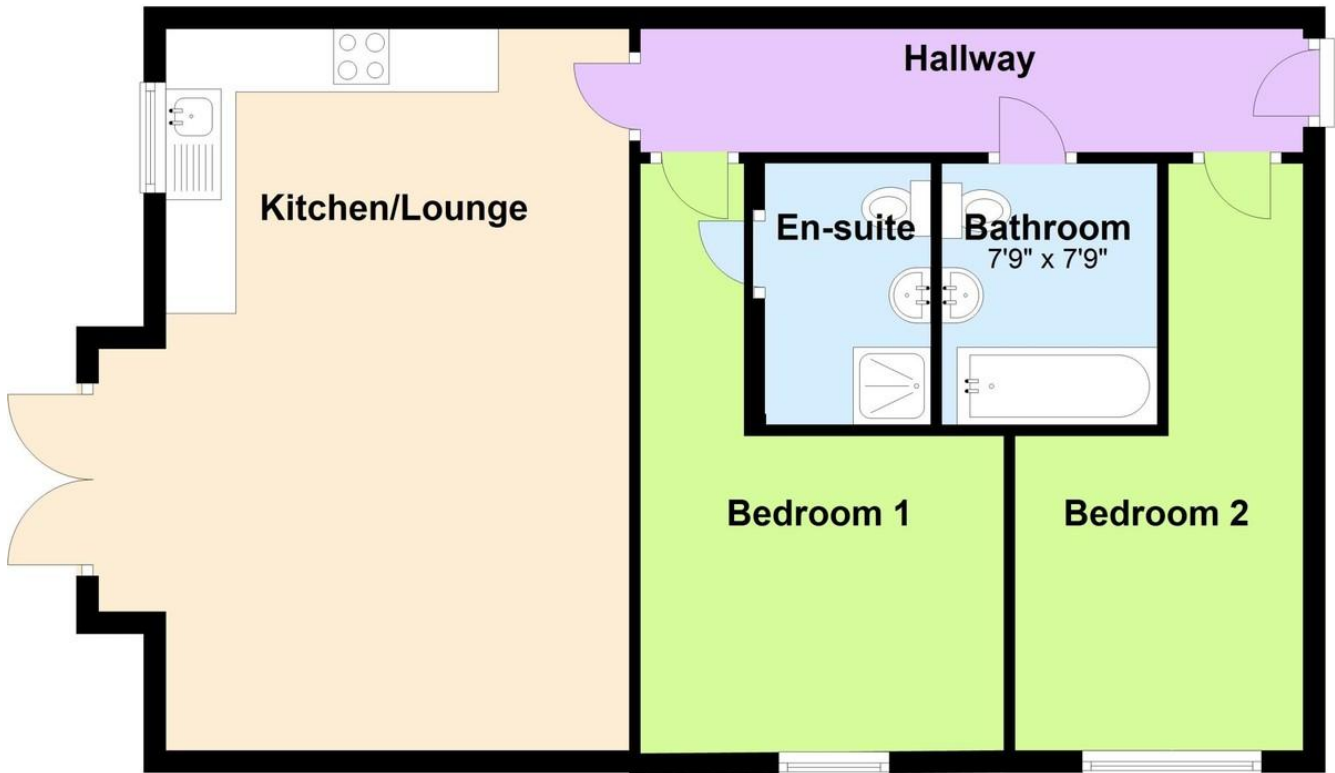 Hallway
Kitchen/Lounge
En-suite
Bathroom
7'9" x 7'9"
Bedroom 1
Bedroom 2